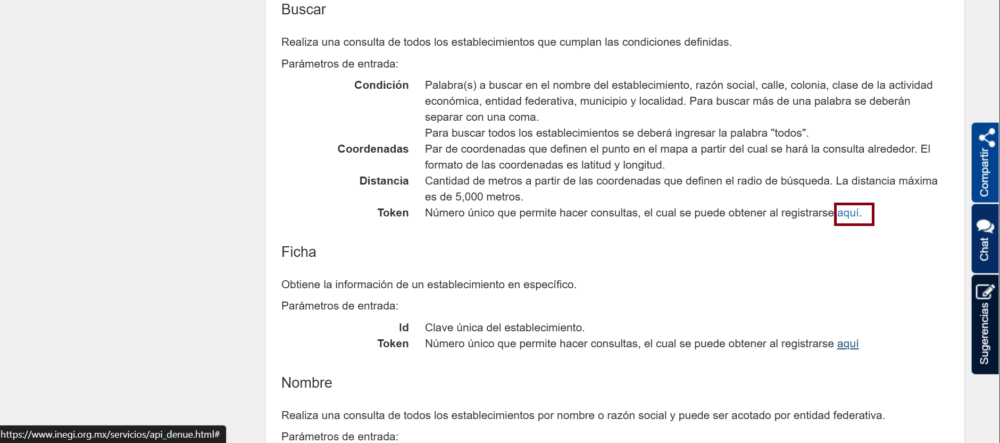 Buscar
Realiza una consulta de todos los establecimientos que cumplan las condiciones definidas.
Parámetros de entrada:
Condición Palabra(s) a buscar en el nombre del establecimiento, razón social, calle, colonia, clase de la actividad
económica, entidad federativa, municipio y localidad. Para buscar más de una palabra se deberán
separar con una coma.
Para buscar todos los establecimientos se deberá ingresar la palabra "todos".
Coordenadas Par de coordenadas que definen el punto en el mapa a partir del cual se hará la consulta alrededor. El
formato de las coordenadas es latitud y longitud.
Distancia Cantidad de metros a partir de las coordenadas que definen el radio de búsqueda. La distancia máxima
es de 5,000 metros.
Token Número único que permite hacer consultas, el cual se puede obtener al registrarse aquí.
Ficha
Obtiene la información de un establecimiento en específico.
Parámetros de entrada:
Id Clave única del establecimiento.
Token Número único que permite hacer consultas, el cual se puede obtener al registrarse aquí
Nombre
Realiza una consulta de todos los establecimientos por nombre o razón social y puede ser acotado por entidad federativa.
Parámetros de entrada:
https://www.inegi.org.mx/servicios/api_denue.html#
Compartir
Chat
Sugerencias